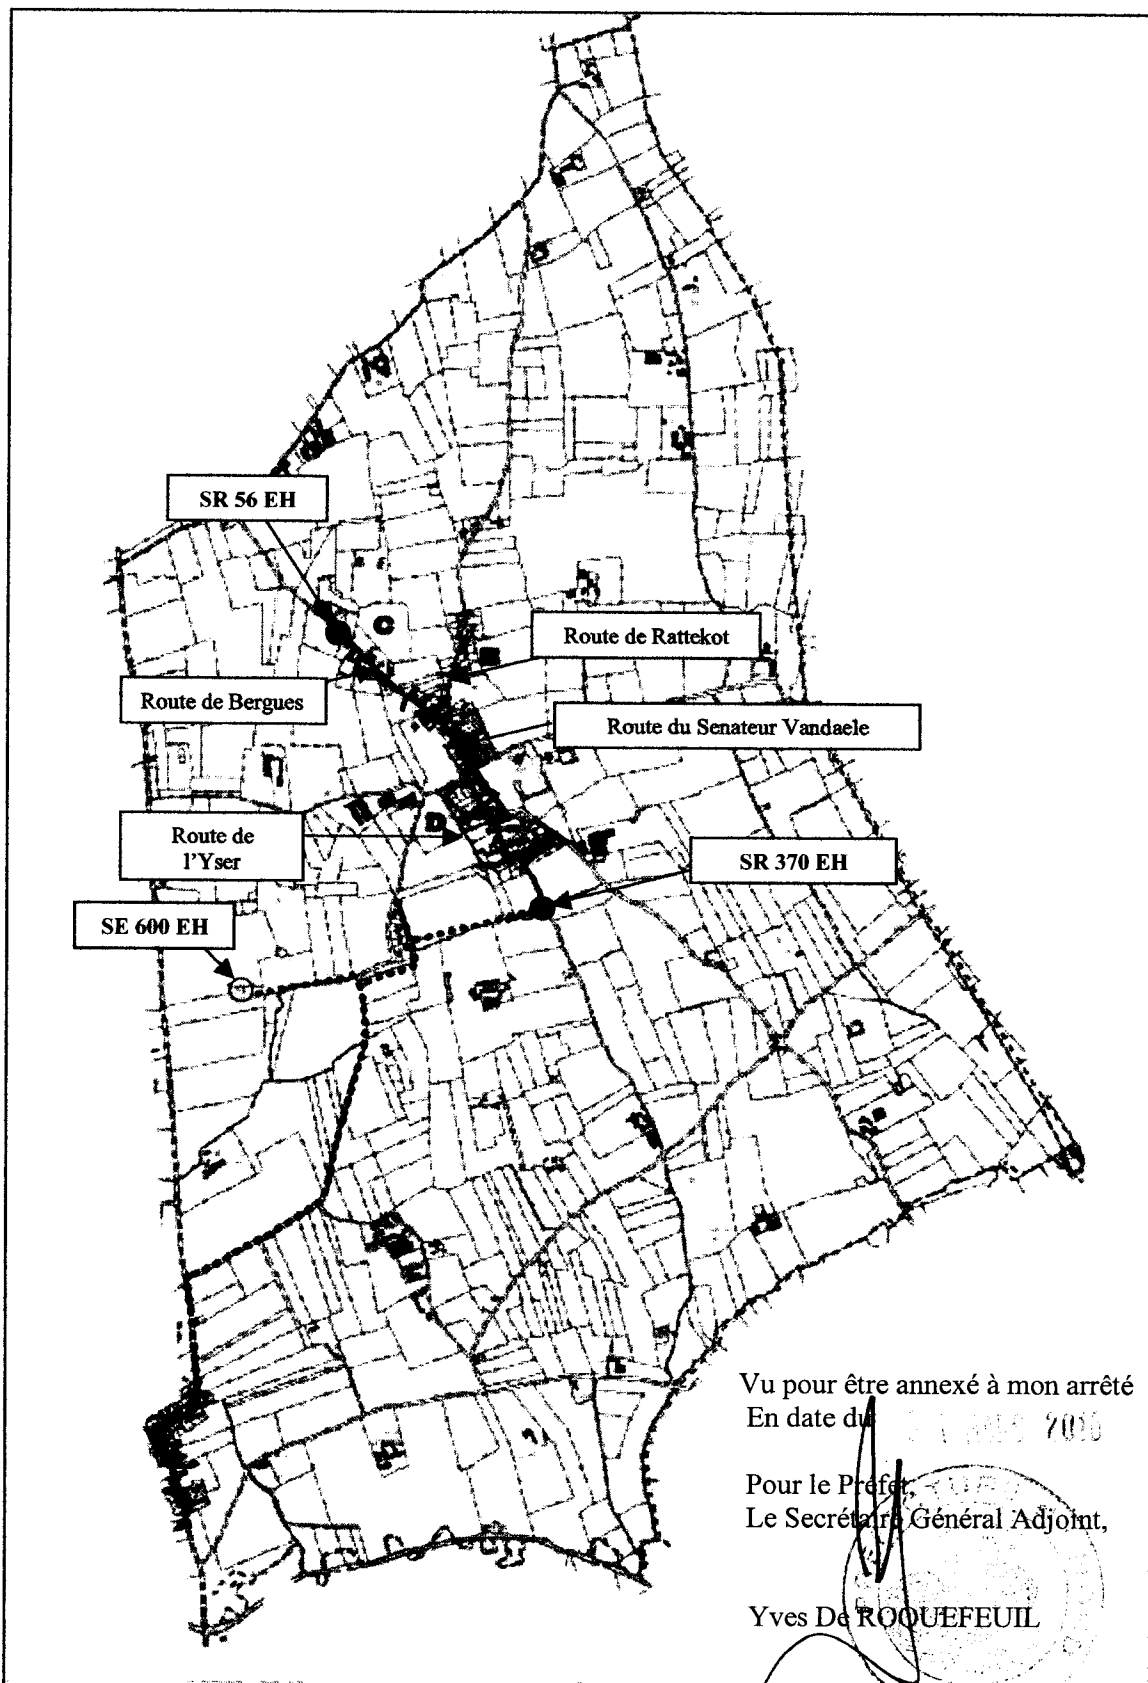 SR 56 EH
C
Route de Rattekot
Route de Bergues
Route du Senateur Vandaele
D
Route de
l'Yser
SR 370 EH
SE 600 EH
Vu pour être annexé à mon arrêté
En date du
Pour le Préfet,
Le Secrétaire Général Adjoint,
Yves De ROQUEFEUIL